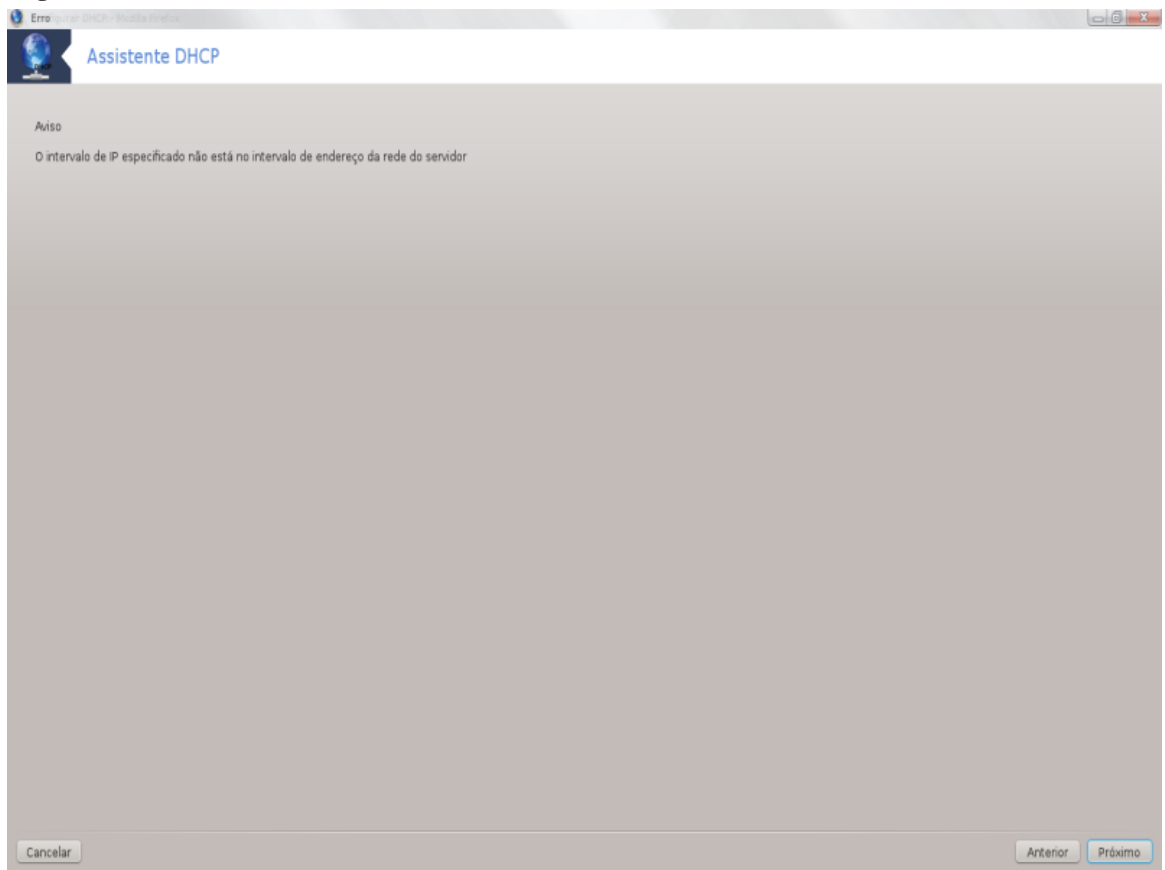 Erro
Assistente DHCP
Aviso
O intervalo de IP especificado não está no intervalo de endereço da rede do servidor
Cancelar
Anterior
Próximo